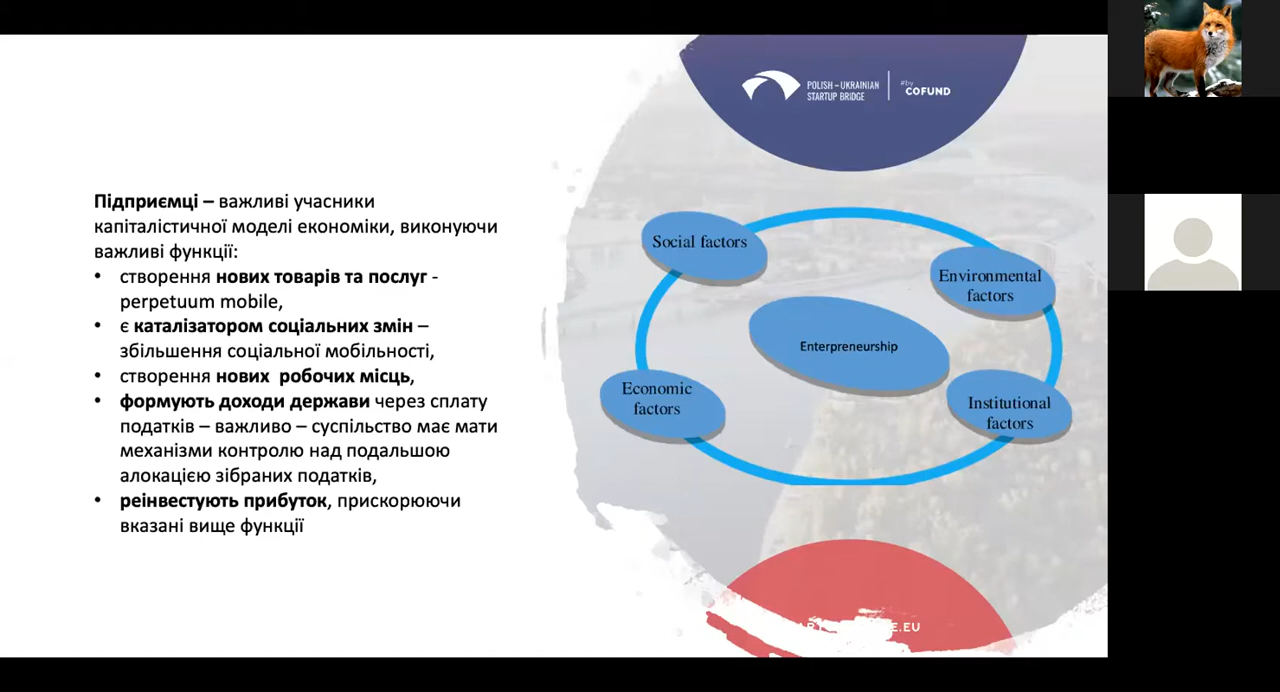 POLISH – UKRAINIAN
STARTUP BRIDGE
#by
COFUND
Підприємці – важливі учасники
капіталістичної моделі економіки, виконуючи
важливі функції:
• створення нових товарів та послуг -
perpetuum mobile,
• є каталізатором соціальних змін –
збільшення соціальної мобільності,
• створення нових робочих місць,
• формують доходи держави через сплату
податків – важливо – суспільство має мати
механізми контролю над подальшою
алокацією зібраних податків,
• реінвестують прибуток, прискорюючи
вказані вище функції
Social factors
Environmental
factors
Enterpreneurship
Economic
factors
Institutional
factors